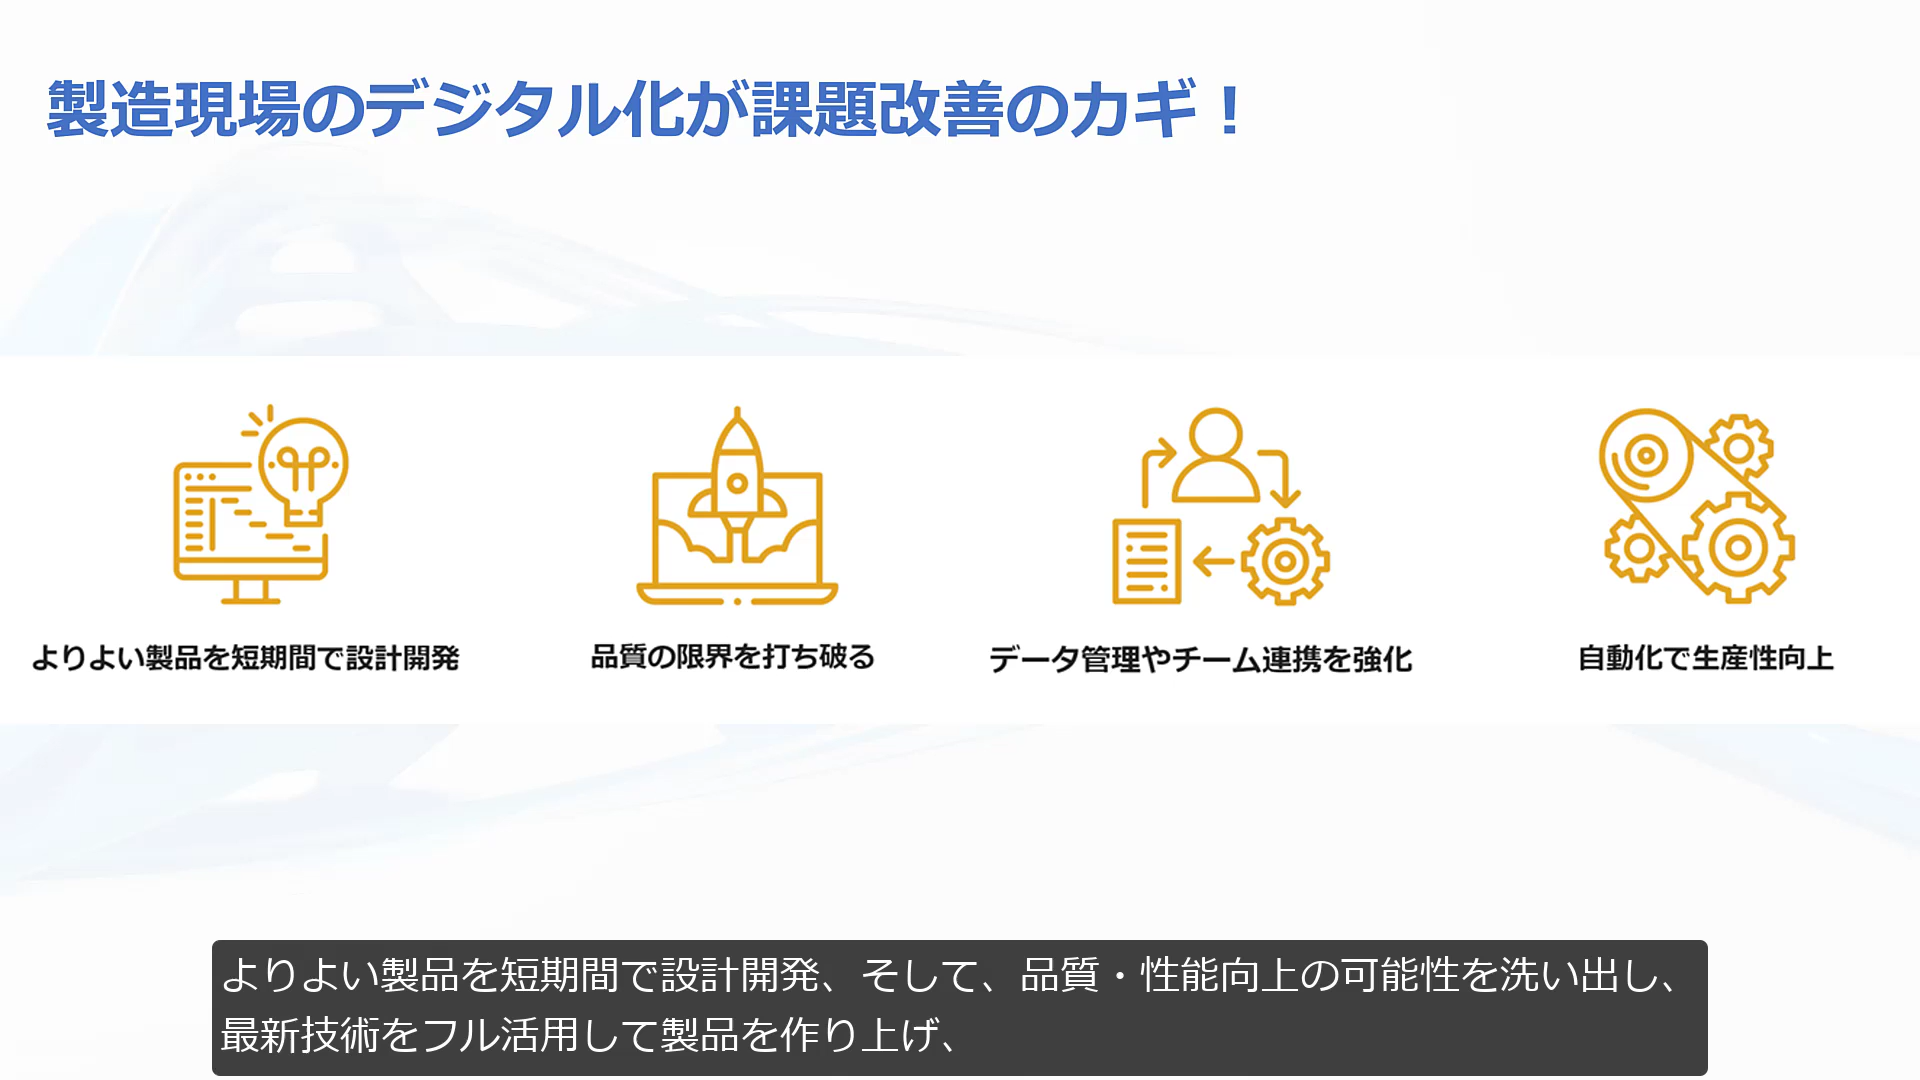 製造現場のデジタル化が課題改善のカギ！
よりよい製品を短期間で設計開発
品質の限界を打ち破る
データ管理やチーム連携を強化
自動化で生産性向上
よりよい製品を短期間で設計開発、そして、品質・性能向上の可能性を洗い出し、
最新技術をフル活用して製品を作り上げ、